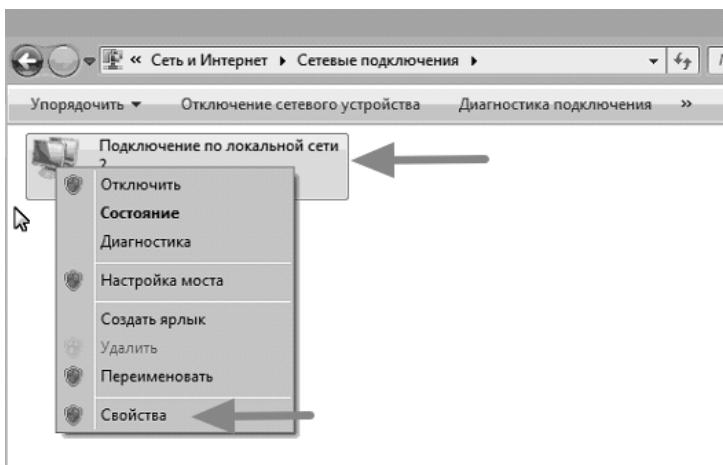 « Сеть и Интернет ▸ Сетевые подключения ▸
Упорядочить ▾ Отключение сетевого устройства Диагностика подключения »
Подключение по локальной сети
2
Отключить
Состояние
Диагностика
Настройка моста
Создать ярлык
Удалить
Переименовать
Свойства